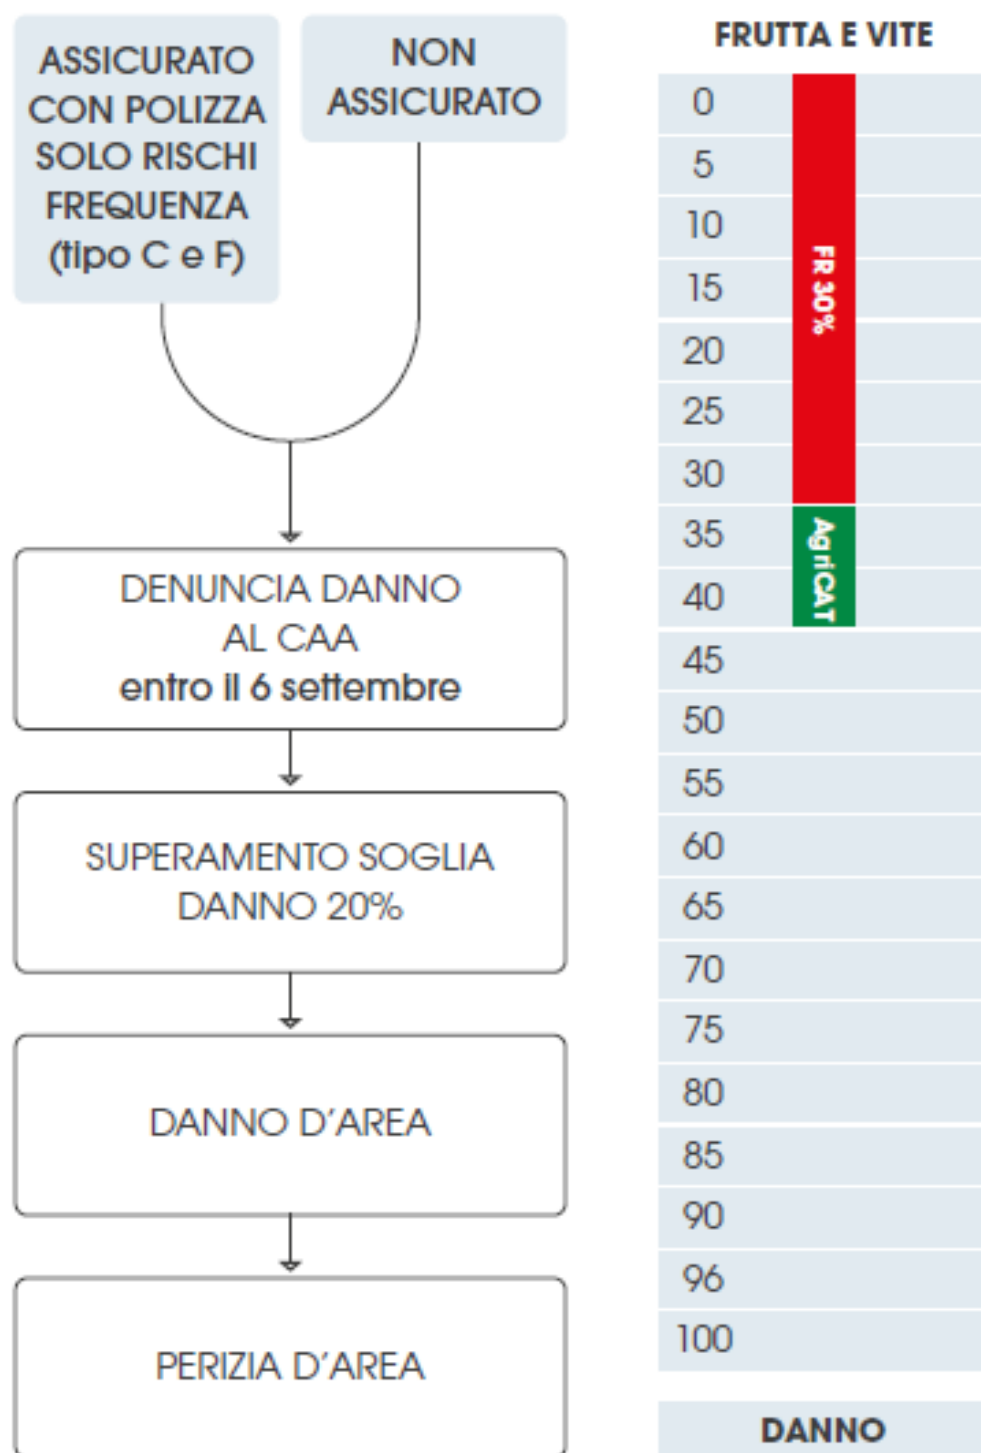 ASSICURATO
CON POLIZZA
SOLO RISCHI
FREQUENZA
(tipo C e F)
NON
ASSICURATO
DENUNCIA DANNO
AL CAA
entro il 6 settembre
SUPERAMENTO SOGLIA
DANNO 20%
DANNO D'AREA
PERIZIA D'AREA
FRUTTA E VITE
0
5
10
15
20
25
30
35
40
45
50
55
60
65
70
75
80
85
90
96
100
FR 30%
AgriCAT
DANNO